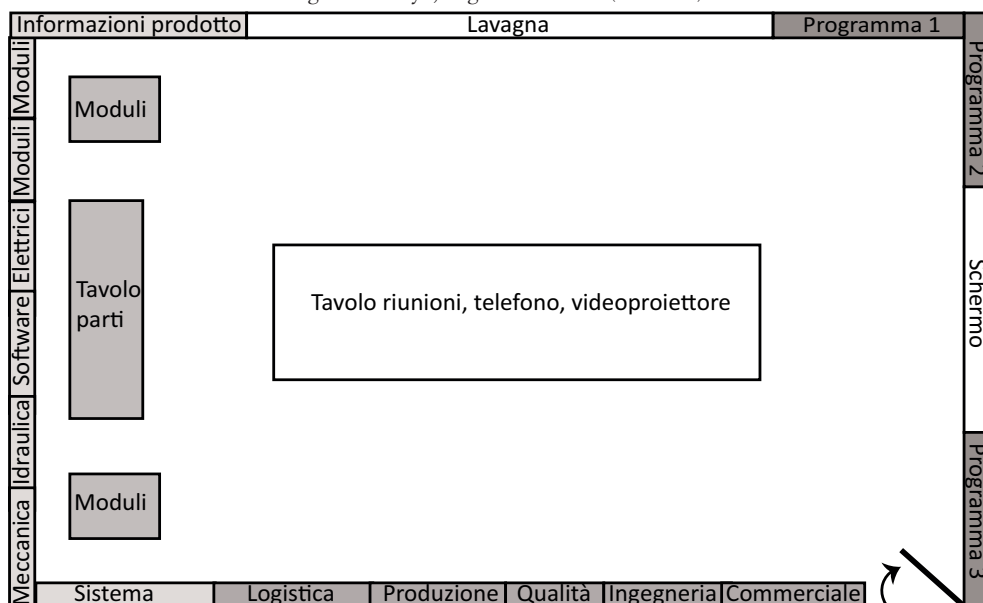 Informazioni prodotto
Lavagna
Programma 1
Programma 2
Schermo
Programma 3
Moduli
Moduli
Elettrici
Software
Idraulica
Meccanica
Moduli
Tavolo
parti
Moduli
Tavolo riunioni, telefono, videoproiettore
Sistema
Logistica
Produzione
Qualità
Ingegneria
Commerciale